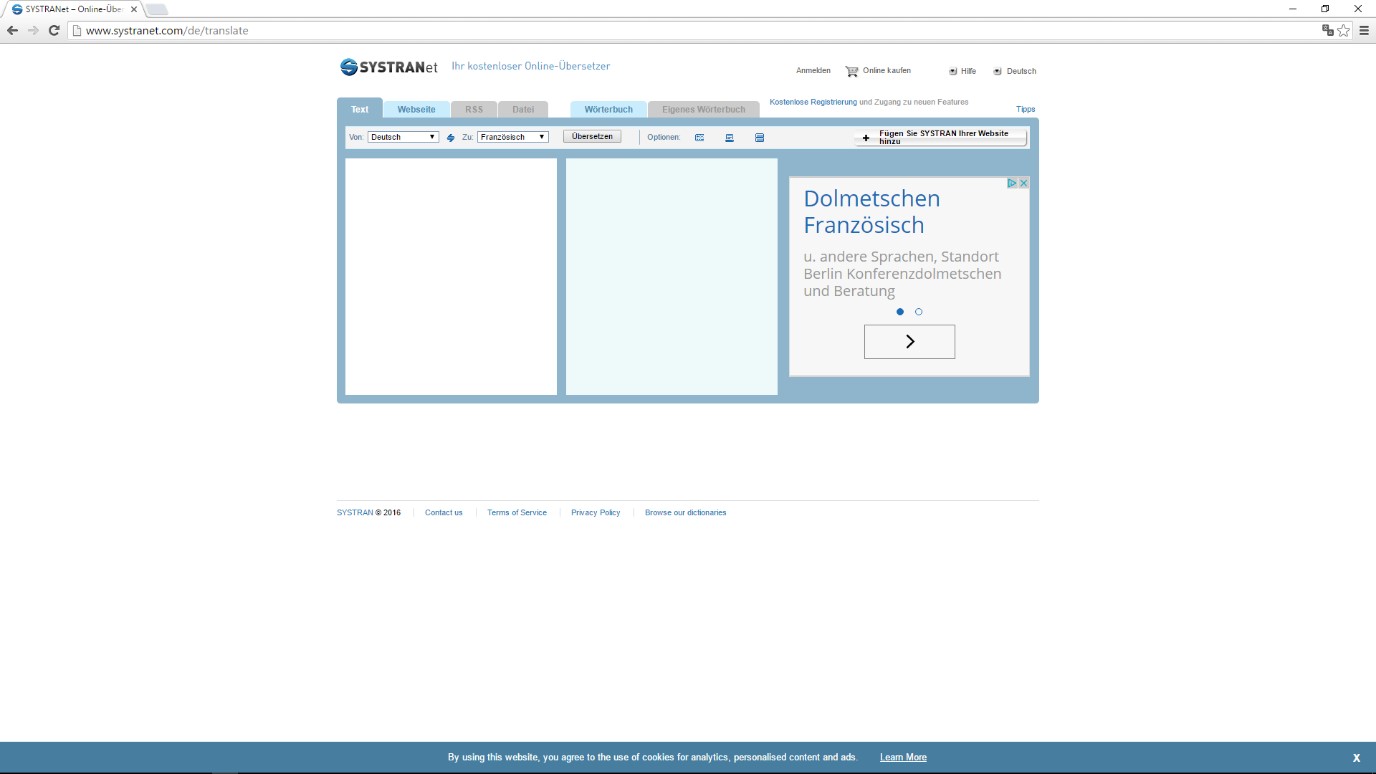 SYSTRANet – Online-Übe
www.systranet.com/de/translate
SYSTRANet Ihr kostenloser Online-Übersetzer
Anmelden Online kaufen Hilfe Deutsch
Text Webseite RSS Datei Wörterbuch Eigenes Wörterbuch
Kostenlose Registrierung und Zugang zu neuen Features
Tipps
Von: Deutsch Zu: Französisch Übersetzen Optionen:
Fügen Sie SYSTRAN Ihrer Website
hinzu
Dolmetschen
Französisch
u. andere Sprachen, Standort
Berlin Konferenzdolmetschen
und Beratung
SYSTRAN © 2016 Contact us Terms of Service Privacy Policy Browse our dictionaries
By using this website, you agree to the use of cookies for analytics, personalised content and ads. Learn More X